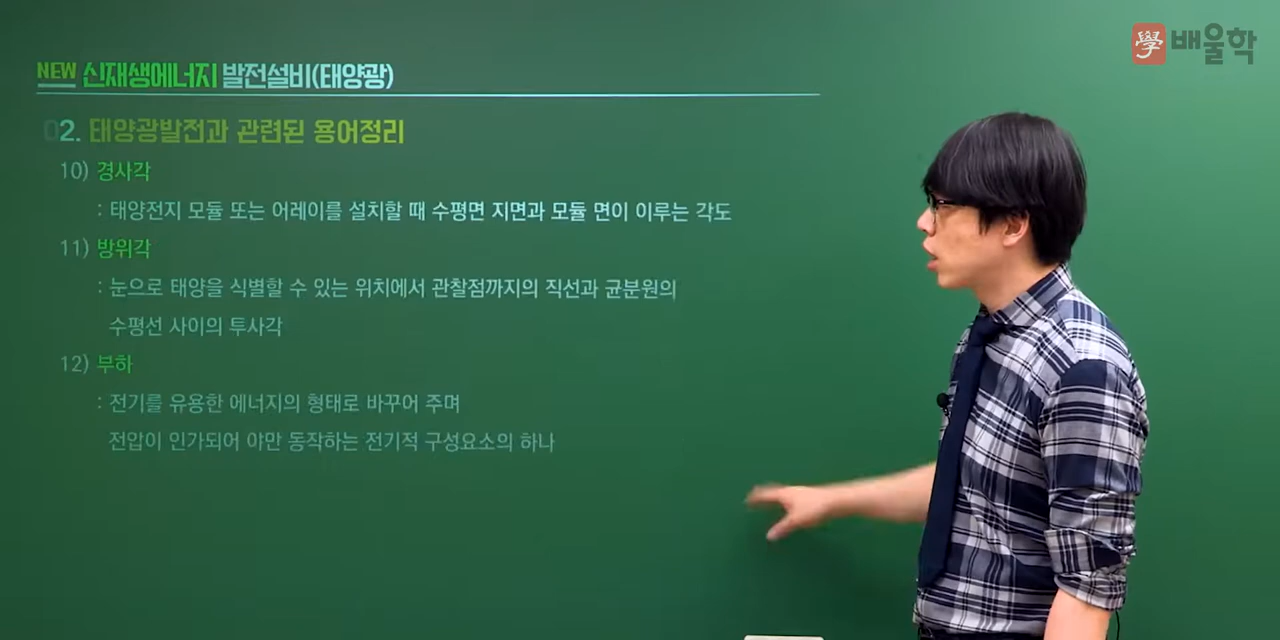 學 배울학
NEW 신재생에너지 발전설비(태양광)
02. 태양광발전과 관련된 용어정리
10) 경사각
: 태양전지 모듈 또는 어레이를 설치할 때 수평면 지면과 모듈 면이 이루는 각도
11) 방위각
: 눈으로 태양을 식별할 수 있는 위치에서 관찰점까지의 직선과 균분원의
수평선 사이의 투사각
12) 부하
: 전기를 유용한 에너지의 형태로 바꾸어 주며
전압이 인가되어 야만 동작하는 전기적 구성요소의 하나